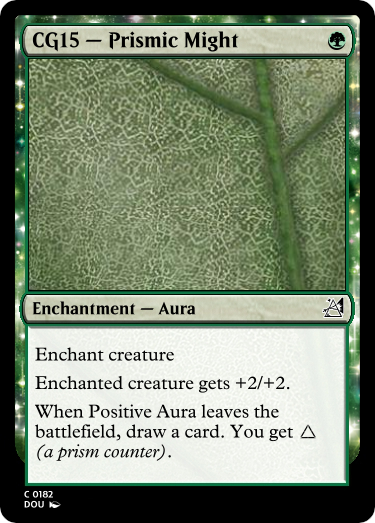 CG15 — Prismic Might
Enchantment — Aura
Enchant creature
Enchanted creature gets +2/+2.
When Positive Aura leaves the
battlefield, draw a card. You get △
(a prism counter).
C 0182
DOU